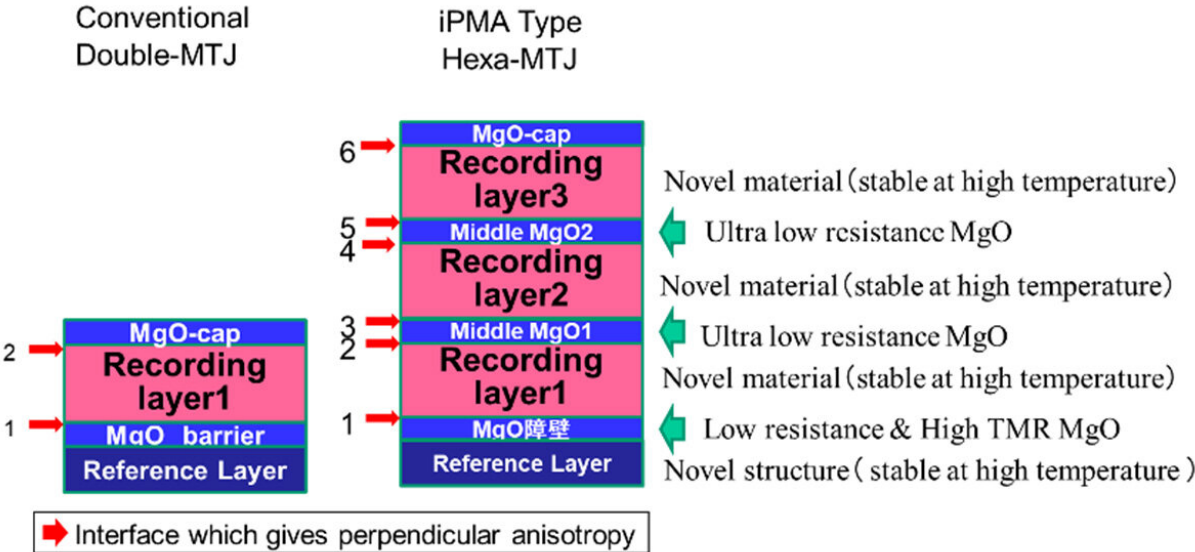 Conventional
Double-MTJ
iPMA Type
Hexa-MTJ
MgO-cap
6
Recording
layer3
Novel material(stable at high temperature)
5
Middle MgO2
Ultra low resistance MgO
4
Recording
layer2
Novel material(stable at high temperature)
3
Middle MgO1
Ultra low resistance MgO
2
Recording
layer1
Novel material(stable at high temperature)
1
MgO障壁
Low resistance & High TMR MgO
Reference Layer
Novel structure( stable at high temperature )
MgO-cap
2
Recording
layer1
1
MgO barrier
Reference Layer
Interface which gives perpendicular anisotropy